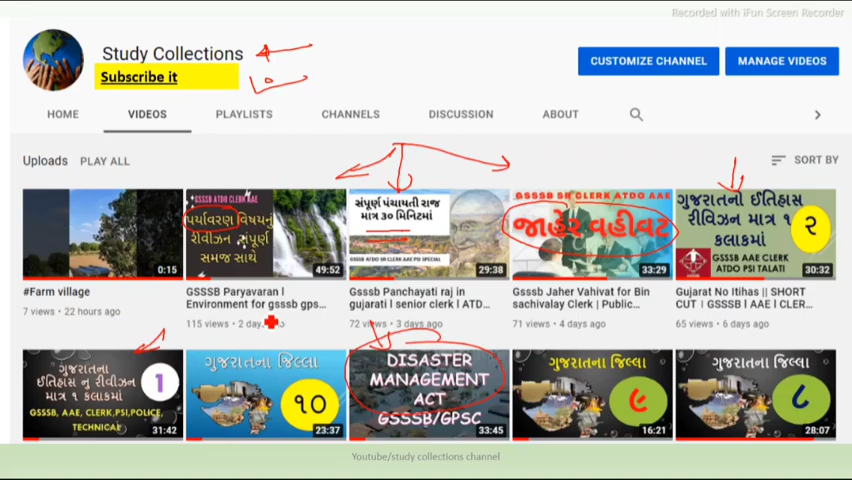 Recorded with iFun Screen Recorder
Study Collections
Subscribe it
CUSTOMIZE CHANNEL
MANAGE VIDEOS
HOME
VIDEOS
PLAYLISTS
CHANNELS
DISCUSSION
ABOUT
Uploads
PLAY ALL
SORT BY
GSSSB CLERK ATDO AAE
પર્યાવરણ વિષયનું
રીવીઝન સંપૂર્ણ
સમજ સાથે
સંપૂર્ણ પંચાયતી રાજ
માત્ર ૩૦ મિનિટમાં
GSSSB ATDO SR CLERK AAE PSI SPECIAL
GSSSB SR CLERK ATDO AAE
જાહેર વહીવટ
ગુજરાતનો ઈતિહાસ
રીવિઝન માત્ર ૧
કલાકમાં
૨
GSSSB AAE CLERK
ATDO PSI TALATI
0:15
49:52
29:38
33:29
30:32
#Farm village
7 views • 22 hours ago
GSSSB Paryavaran l
Environment for gsssb gps...
115 views • 2 day
Gsssb Panchayati raj in
gujarati l senior clerk l ATD...
72 views • 3 days ago
Gsssb Jaher Vahivat for Bin
sachivalay Clerk | Public...
71 views • 4 days ago
Gujarat No Itihas || SHORT
CUT । GSSSB l AAE l CLER...
65 views • 6 days ago
ગુજરાતના
ઈતિહાસ નુ રીવીઝન
માત્ર ૧ કલાકમાં
1
GSSSB, AAE, CLERK,PSI,POLICE,
TECHNICAL
31:42
ગુજરાતના જિલ્લા
૧૦
23:37
DISASTER
MANAGEMENT
ACT
GSSSB/GPSC
33:45
ગુજરાતના જિલ્લા
૯
16:21
ગુજરાતના જિલ્લા
૮
28:07
Youtube/study collections channel